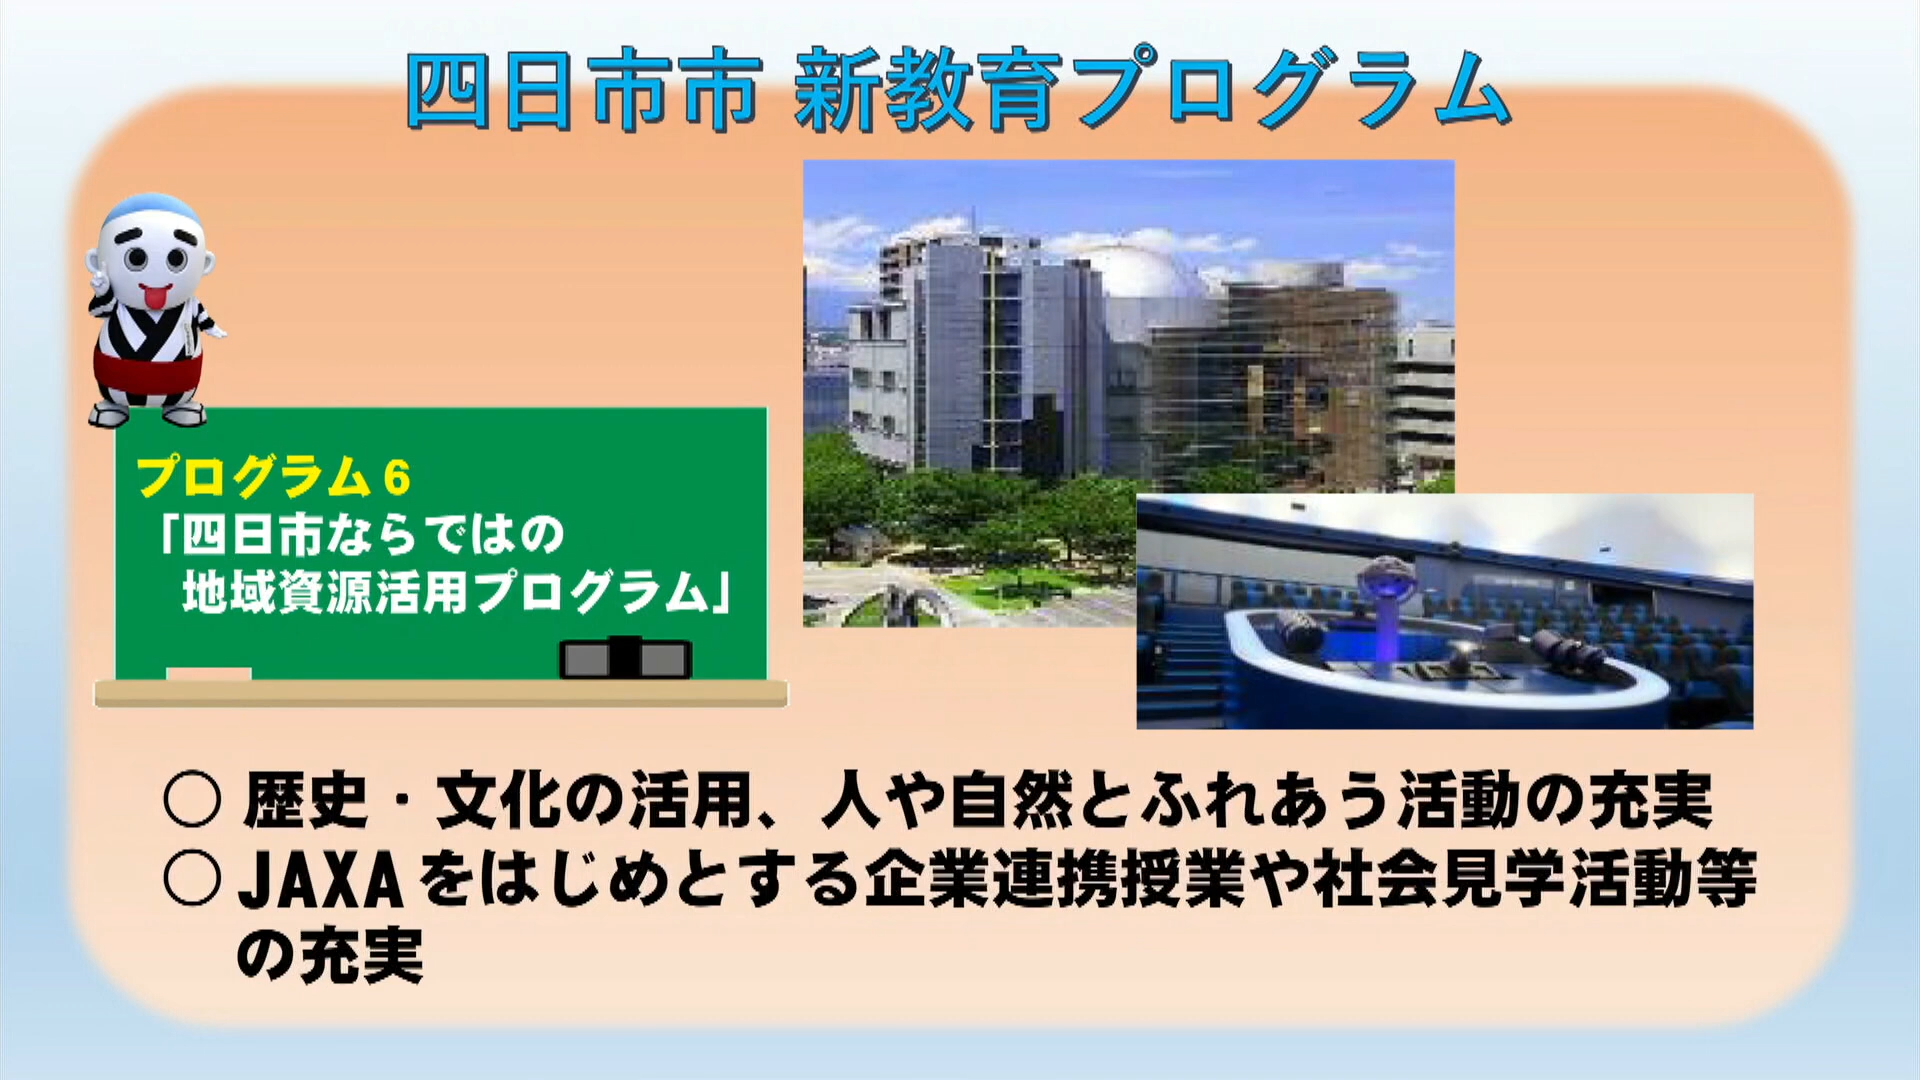 四日市市 新教育プログラム
プログラム6
「四日市ならではの
地域資源活用プログラム」
○ 歴史・文化の活用、人や自然とふれあう活動の充実
○ JAXAをはじめとする企業連携授業や社会見学活動等
の充実